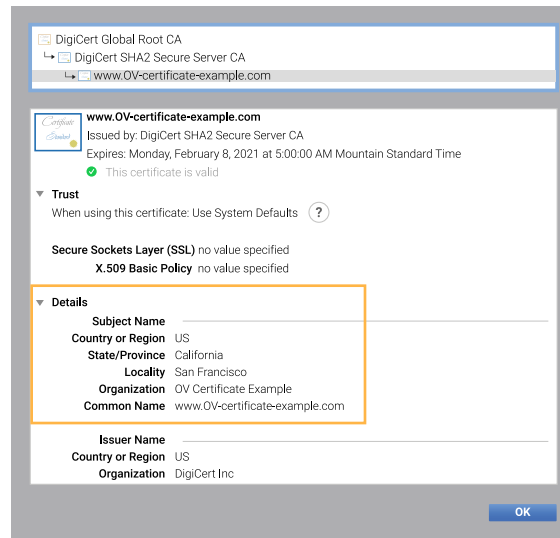 DigiCert Global Root CA
DigiCert SHA2 Secure Server CA
www.OV-certificate-example.com
Certificate
Standard
www.OV-certificate-example.com
Issued by: DigiCert SHA2 Secure Server CA
Expires: Monday, February 8, 2021 at 5:00:00 AM Mountain Standard Time
This certificate is valid
Trust
When using this certificate: Use System Defaults ?
Secure Sockets Layer (SSL) no value specified
X.509 Basic Policy no value specified
Details
Subject Name
Country or Region US
State/Province California
Locality San Francisco
Organization OV Certificate Example
Common Name www.OV-certificate-example.com
Issuer Name
Country or Region US
Organization DigiCert Inc
OK